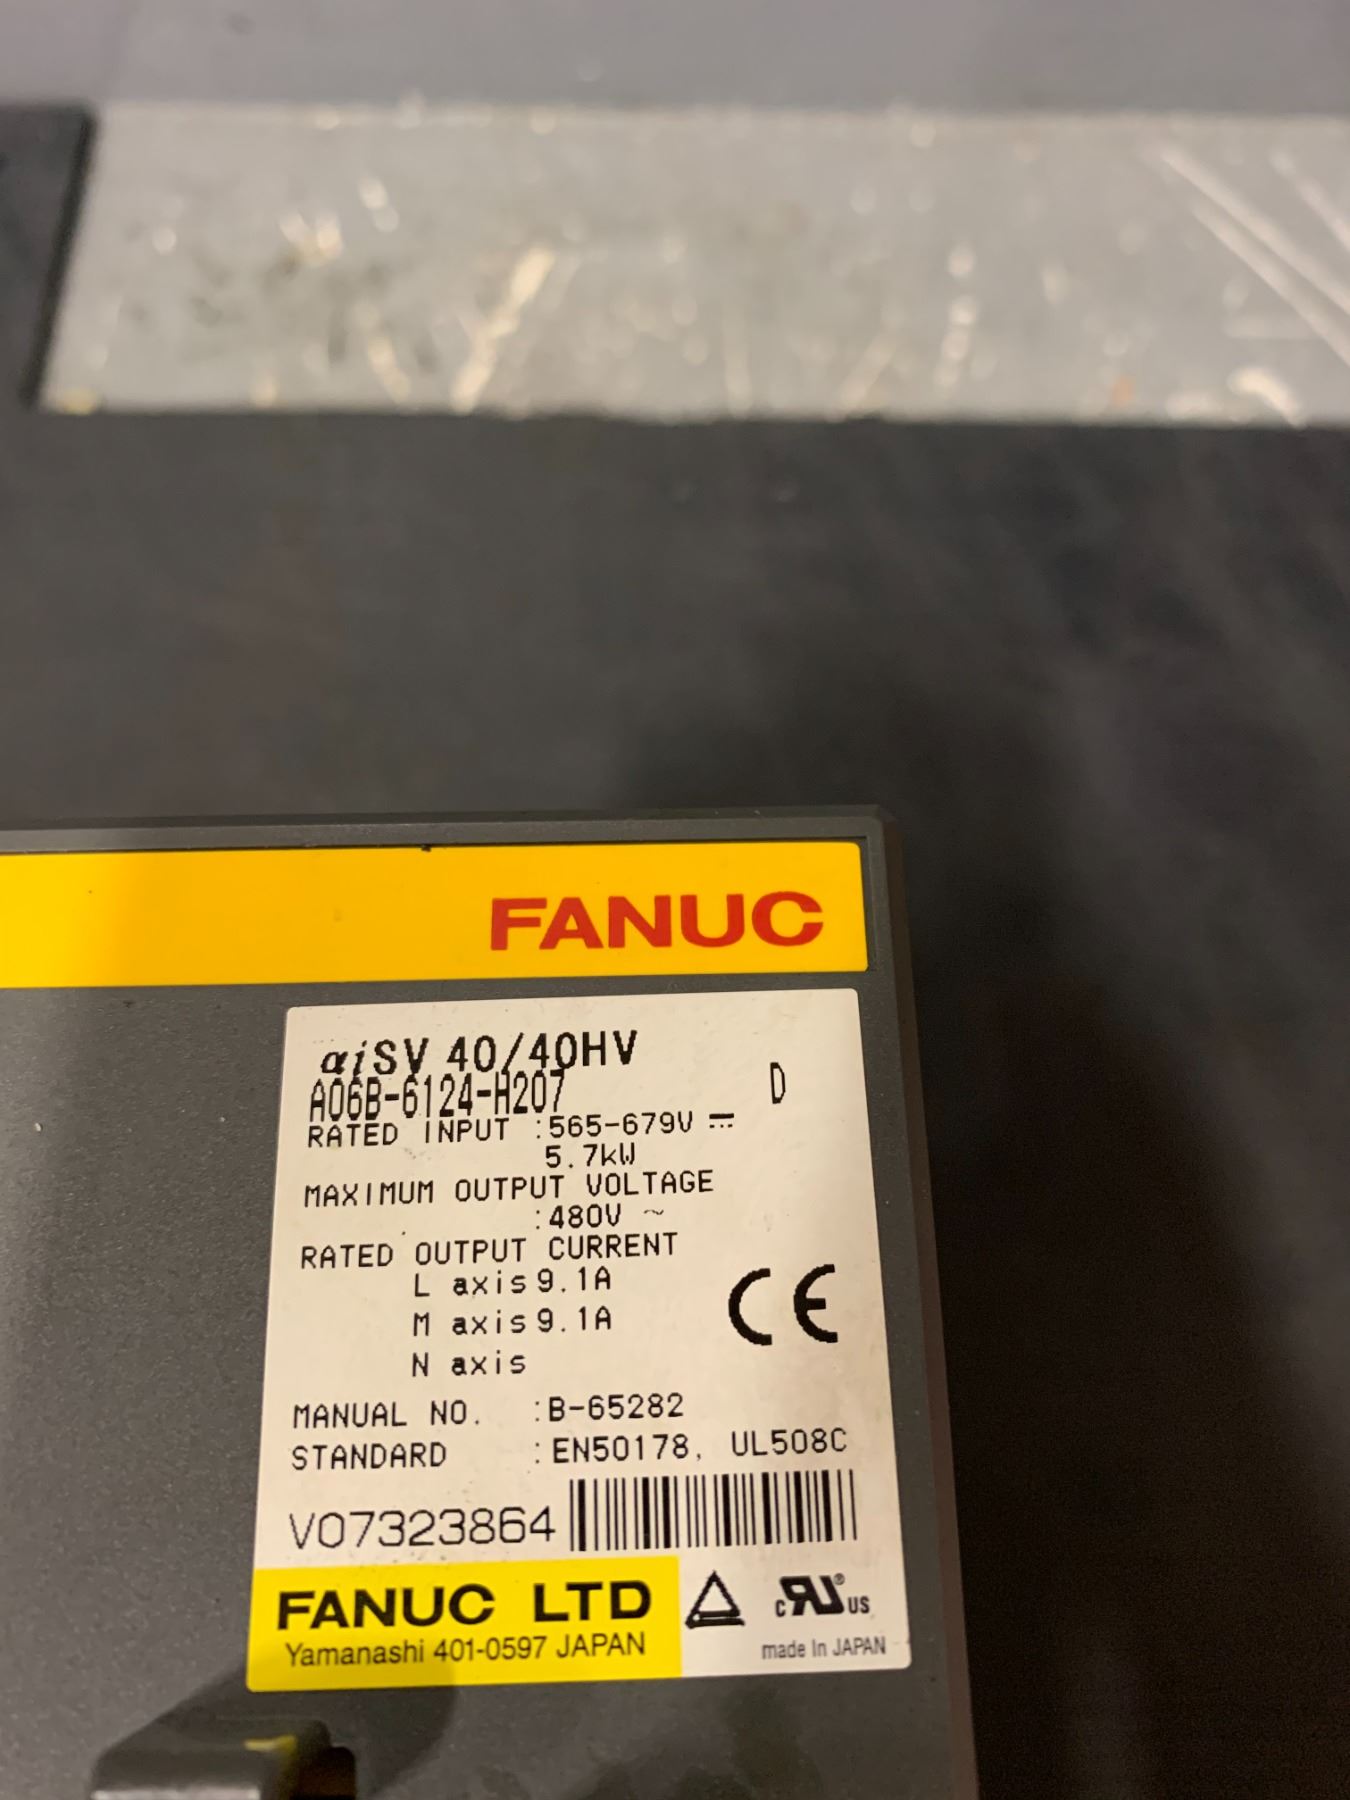 FANUC
αiSV 40/40HV
A06B-6124-H207 D
RATED INPUT :565-679V ⎓
5.7kW
MAXIMUM OUTPUT VOLTAGE
:480V ~
RATED OUTPUT CURRENT
L axis 9.1A
M axis 9.1A
N axis
CE
MANUAL NO. :B-65282
STANDARD :EN50178, UL508C
V07323864
FANUC LTD
Yamanashi 401-0597 JAPAN
c RU ® US
made in JAPAN